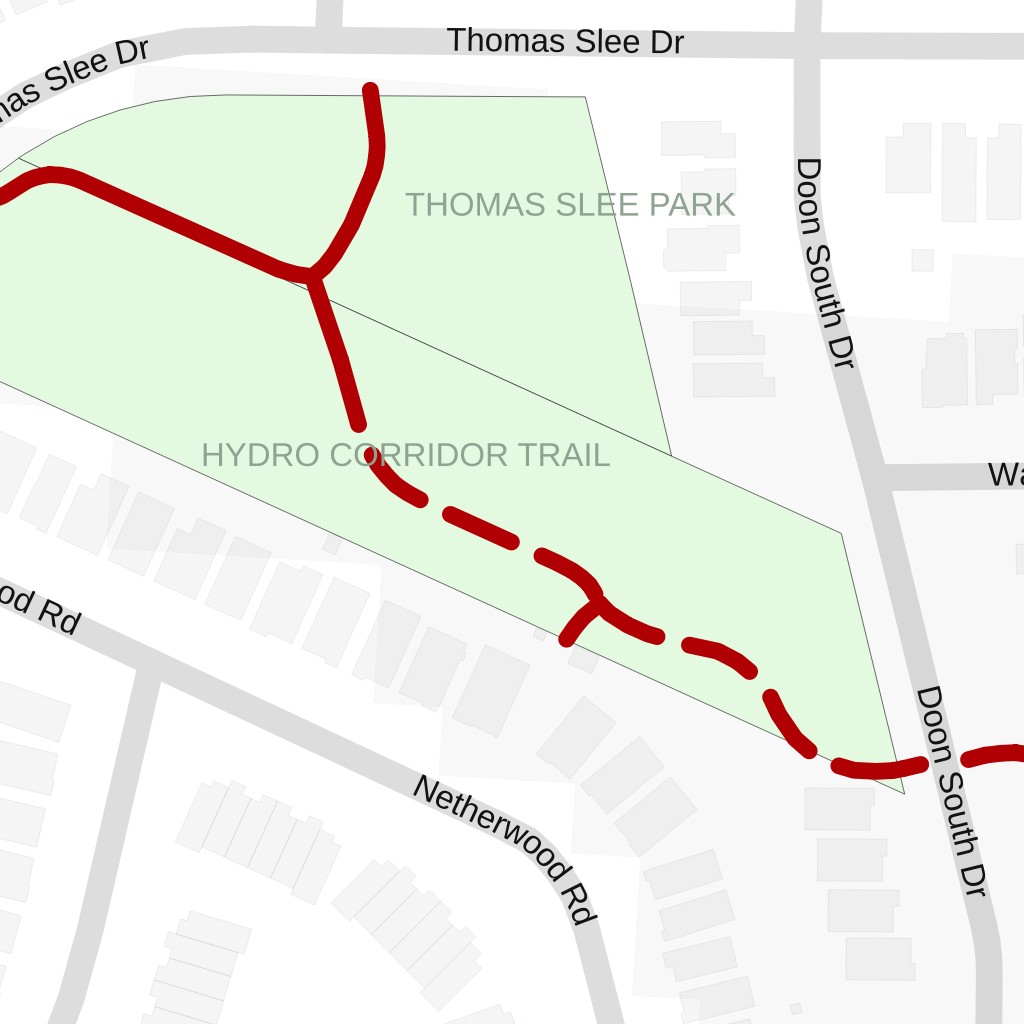 Thomas Slee Dr
mas Slee Dr
THOMAS SLEE PARK
Doon South Dr
HYDRO CORRIDOR TRAIL
Wa
od Rd
Doon South Dr
Netherwood Rd